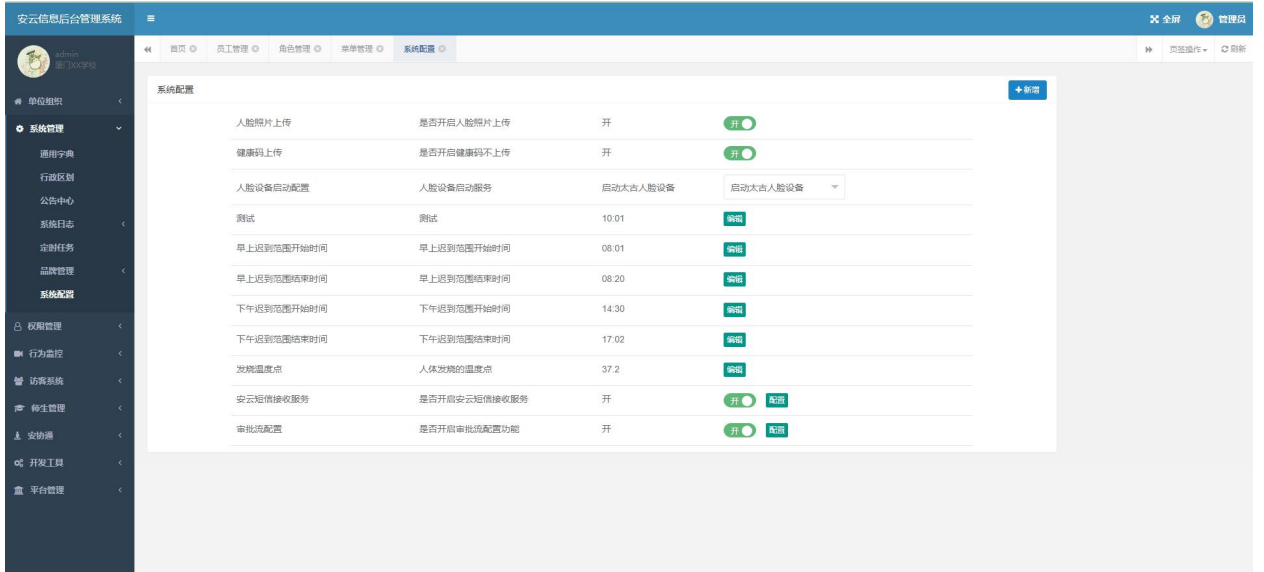 安云信息后台管理系统
全屏
管理员
admin
厦门XX学校
首页
员工管理
角色管理
菜单管理
系统配置
页签操作
刷新
单位组织
系统管理
通用字典
行政区划
公告中心
系统日志
定时任务
品牌管理
系统配置
权限管理
行为监控
访客系统
师生管理
安协通
开发工具
平台管理
系统配置
+新增
人脸照片上传 是否开启人脸照片上传 开 开
健康码上传 是否开启健康码不上传 开 开
人脸设备启动配置 人脸设备启动服务 启动太古人脸设备 启动太古人脸设备
测试 测试 10:01 编辑
早上迟到范围开始时间 早上迟到范围开始时间 08:01 编辑
早上迟到范围结束时间 早上迟到范围结束时间 08:20 编辑
下午迟到范围开始时间 下午迟到范围开始时间 14:30 编辑
下午迟到范围结束时间 下午迟到范围结束时间 17:02 编辑
发烧温度点 人体发烧的温度点 37.2 编辑
安云短信接收服务 是否开启安云短信接收服务 开 开 配置
审批流配置 是否开启审批流配置功能 开 开 配置